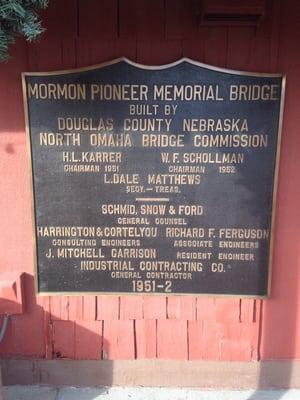 MORMON PIONEER MEMORIAL BRIDGE
BUILT BY
DOUGLAS COUNTY NEBRASKA
NORTH OMAHA BRIDGE COMMISSION
H.L. KARRER W. F. SCHOLLMAN
CHAIRMAN 1951 CHAIRMAN 1952
L. DALE MATTHEWS
SECY. – TREAS.
SCHMID, SNOW & FORD
GENERAL COUNSEL
HARRINGTON & CORTELYOU RICHARD F. FERGUSON
CONSULTING ENGINEERS ASSOCIATE ENGINEERS
J. MITCHELL GARRISON RESIDENT ENGINEER
INDUSTRIAL CONTRACTING CO.
GENERAL CONTRACTOR
1951-2